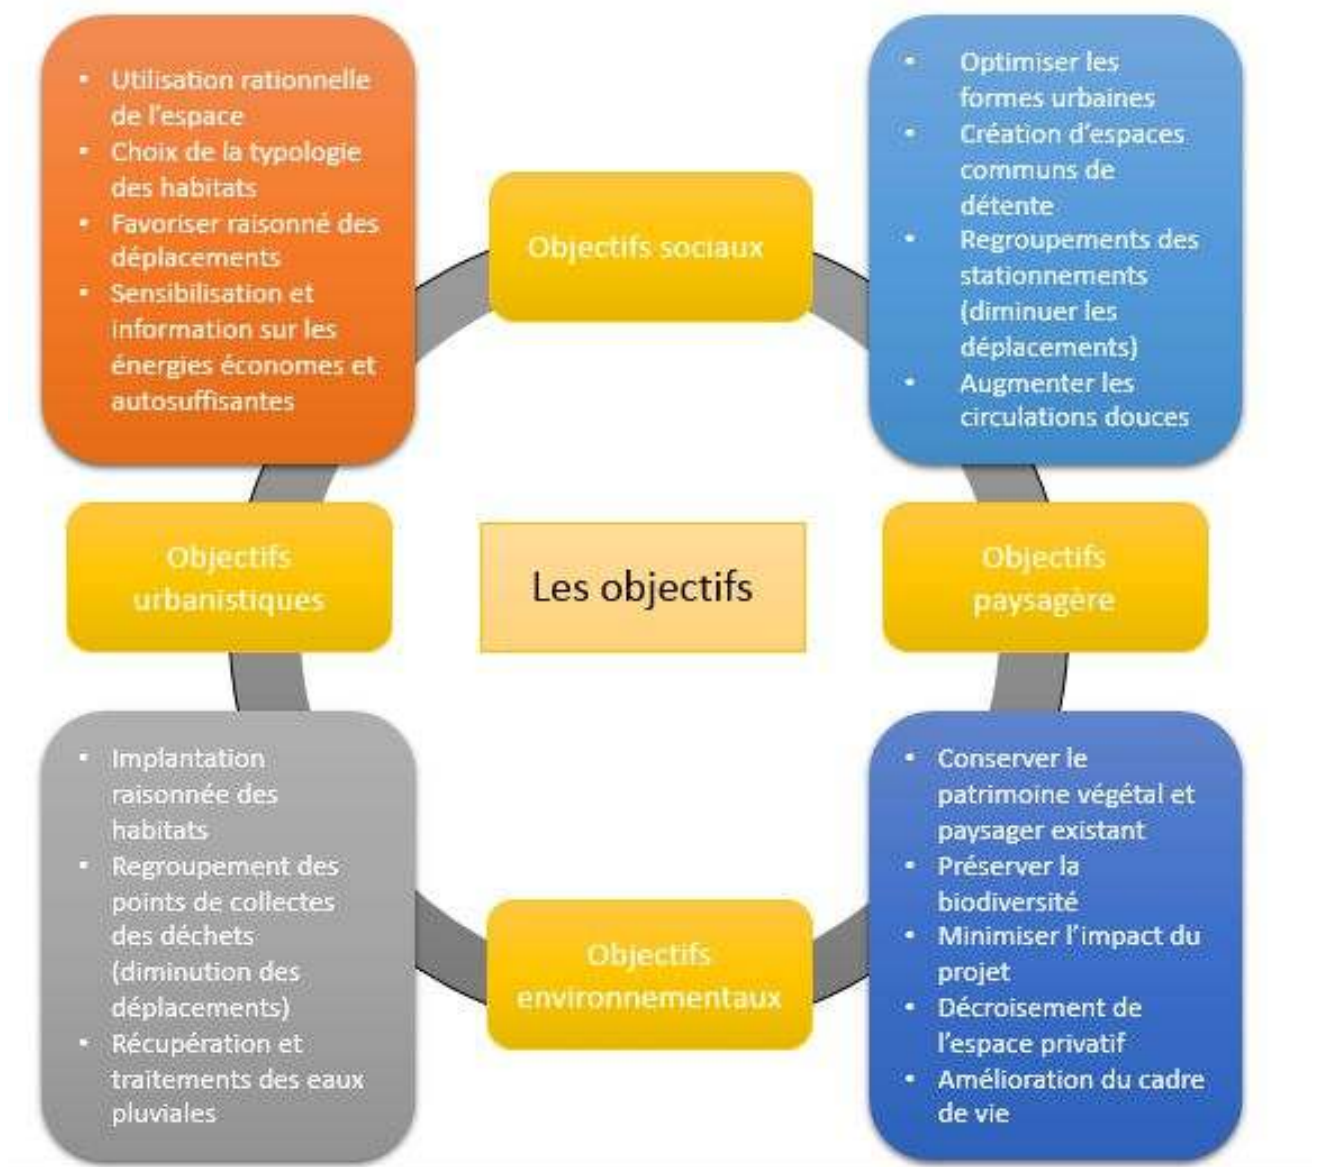 • Utilisation rationnelle
de l'espace
• Choix de la typologie
des habitats
• Favoriser raisonné des
déplacements
• Sensibilisation et
information sur les
énergies économes et
autosuffisantes
Objectifs sociaux
• Optimiser les
formes urbaines
• Création d'espaces
communs de
détente
• Regroupements des
stationnements
(diminuer les
déplacements)
• Augmenter les
circulations douces
Objectifs
urbanistiques
Les objectifs
Objectifs
paysagère
• Implantation
raisonnée des
habitats
• Regroupement des
points de collectes
des déchets
(diminution des
déplacements)
• Récupération et
traitements des eaux
pluviales
Objectifs
environnementaux
• Conserver le
patrimoine végétal et
paysager existant
• Préserver la
biodiversité
• Minimiser l'impact du
projet
• Décroisement de
l'espace privatif
• Amélioration du cadre
de vie